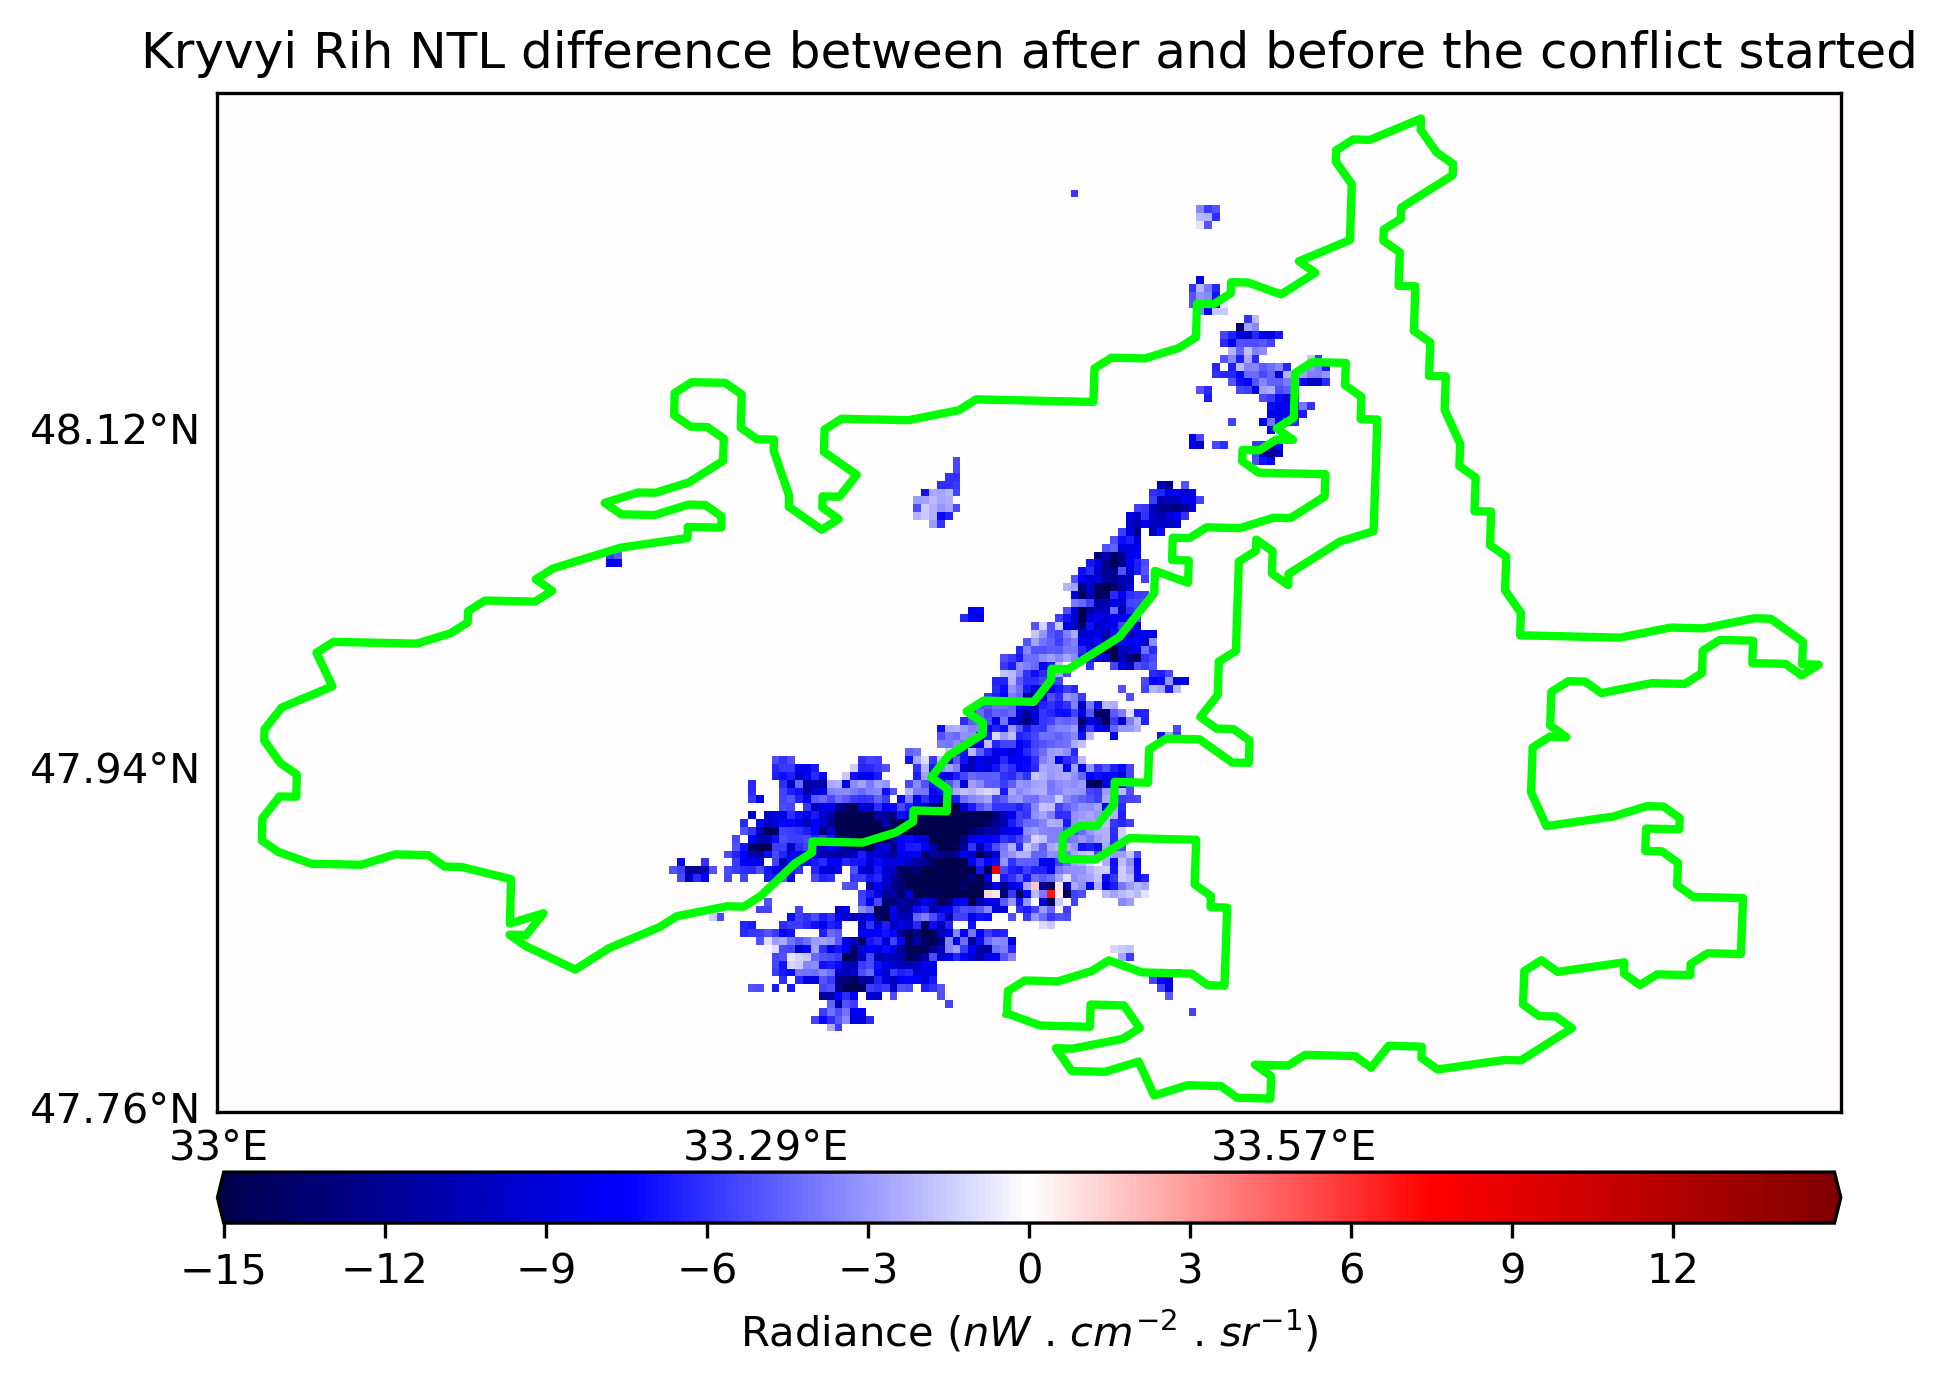 Kryvyi Rih NTL difference between after and before the conflict started
48.12°N
47.94°N
47.76°N
33°E 33.29°E 33.57°E
−15 −12 −9 −6 −3 0 3 6 9 12
Radiance (nW . cm⁻² . sr⁻¹)